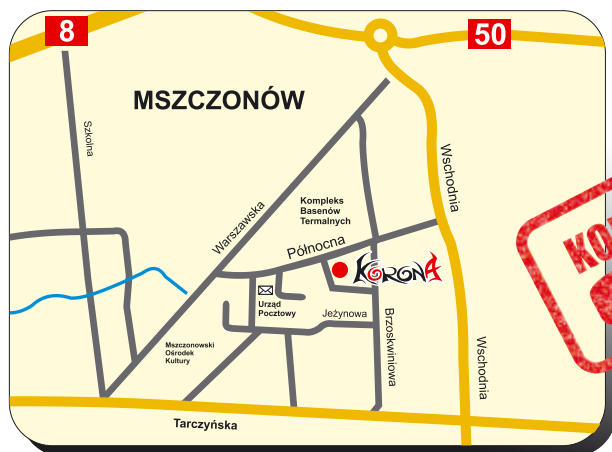 8
50
MSZCZONÓW
Szkolna
Wschodnia
Warszawska
Kompleks
Basenów
Termalnych
Północna
KORONA
Urząd
Pocztowy
Jeżynowa
Brzoskwiniowa
Mszczonowski
Ośrodek
Kultury
Wschodnia
Tarczyńska